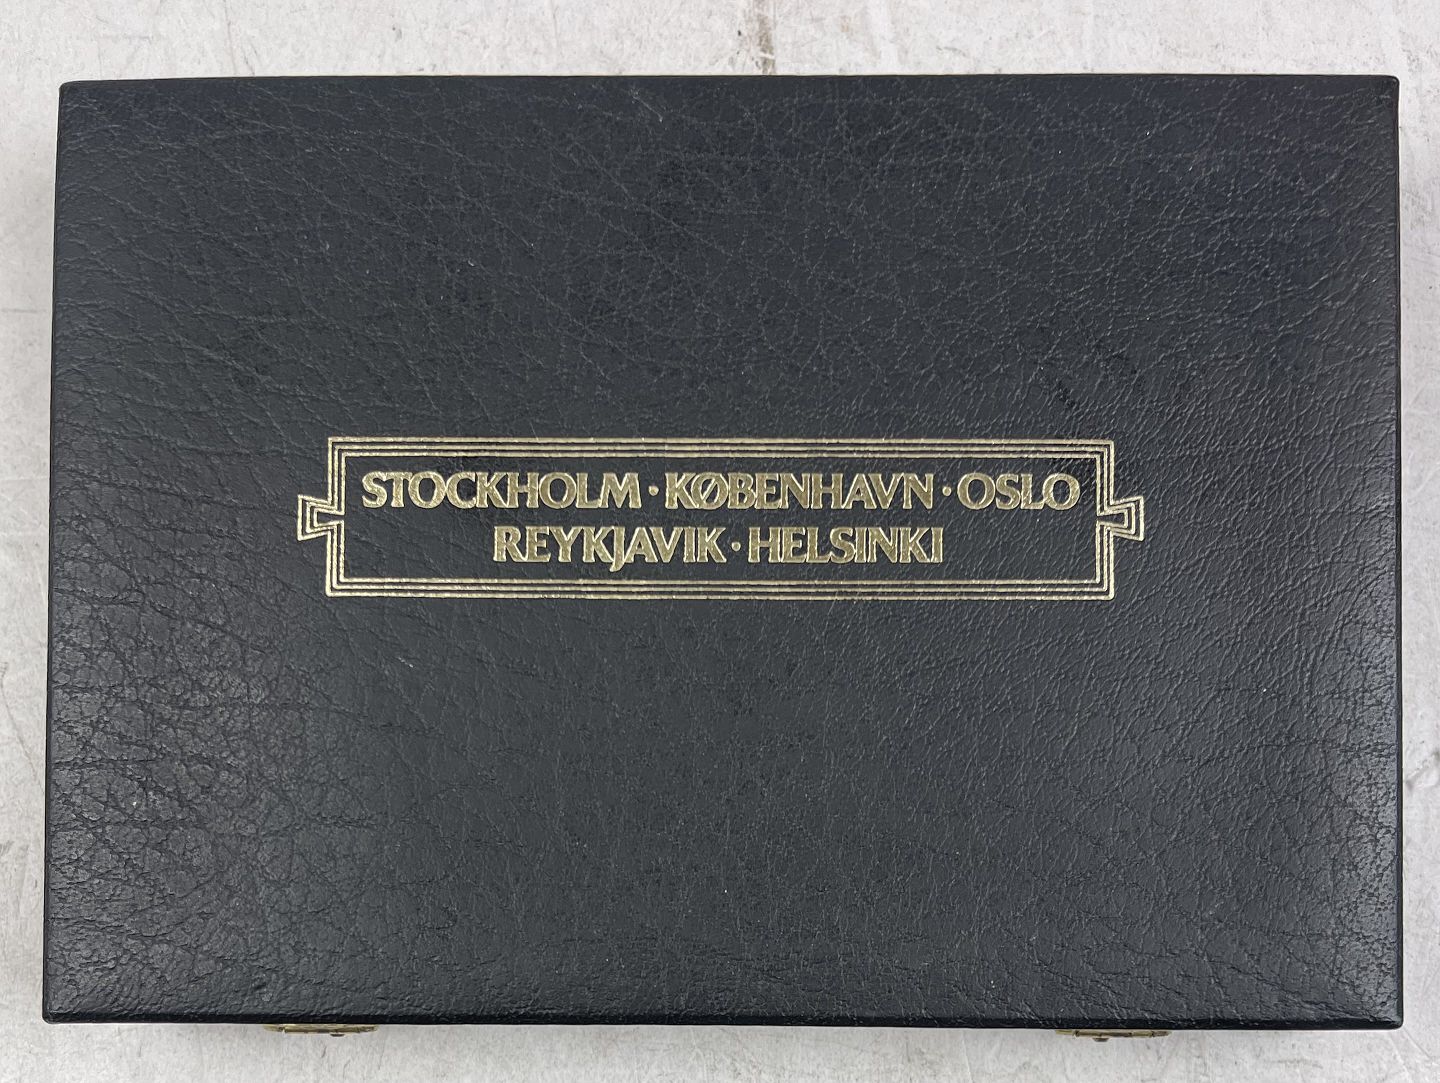 STOCKHOLM · KØBENHAVN · OSLO
REYKJAVIK · HELSINKI